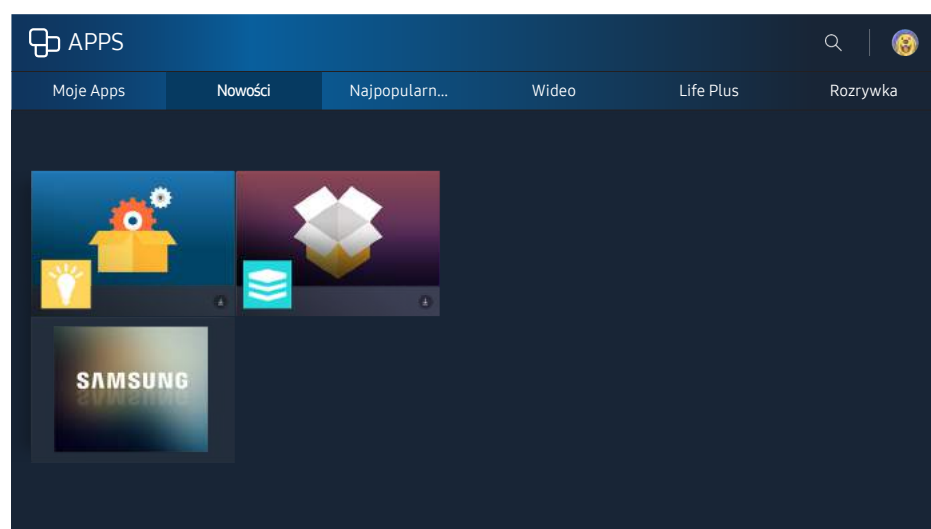 APPS
Moje Apps Nowości Najpopularn... Wideo Life Plus Rozrywka
SAMSUNG